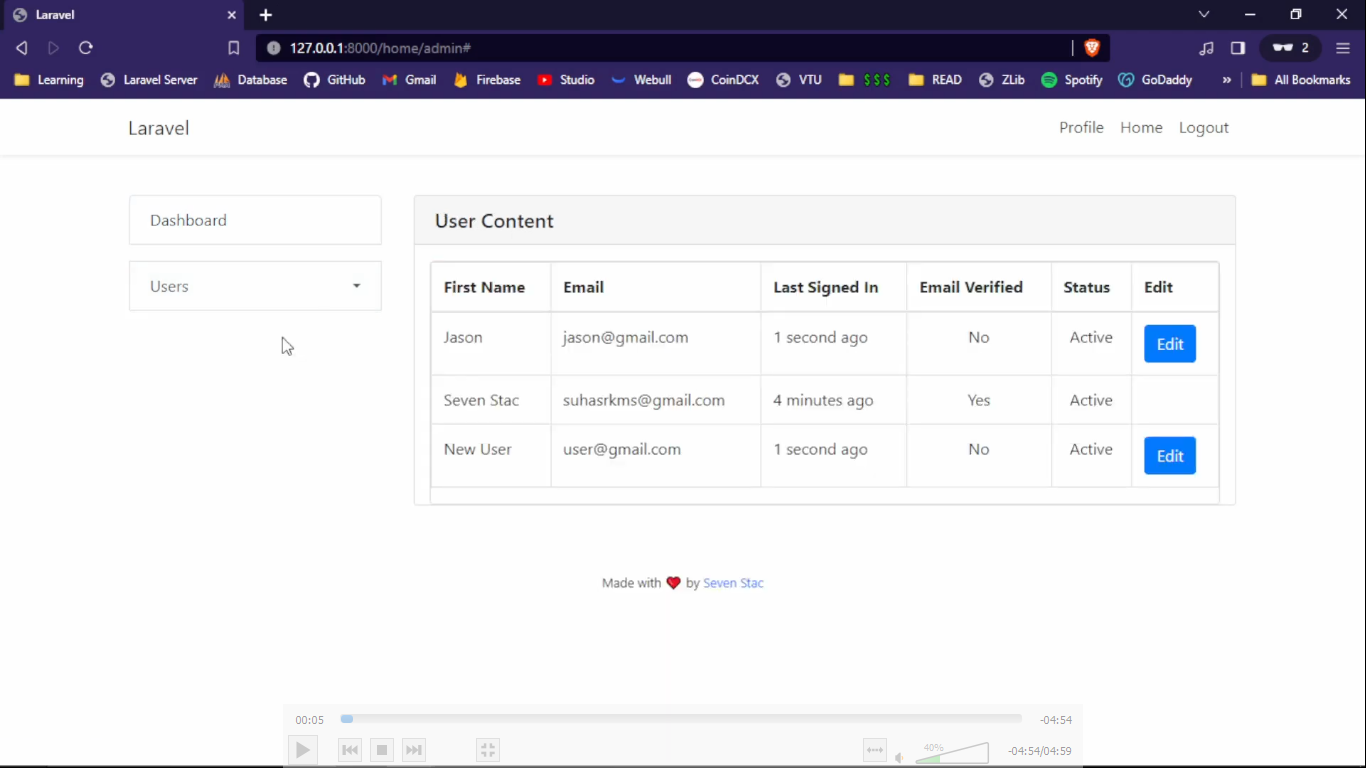 Laravel
127.0.0.1:8000/home/admin#
2
Learning Laravel Server Database GitHub Gmail Firebase Studio Webull CoinDCX VTU $ $ $ READ ZLib Spotify GoDaddy » All Bookmarks
Laravel Profile Home Logout
Dashboard
Users
User Content
First Name Email Last Signed In Email Verified Status Edit
Jason jason@gmail.com 1 second ago No Active Edit
Seven Stac suhasrkms@gmail.com 4 minutes ago Yes Active
New User user@gmail.com 1 second ago No Active Edit
Made with ❤ by Seven Stac
00:05 -04:54
40% -04:54/04:59